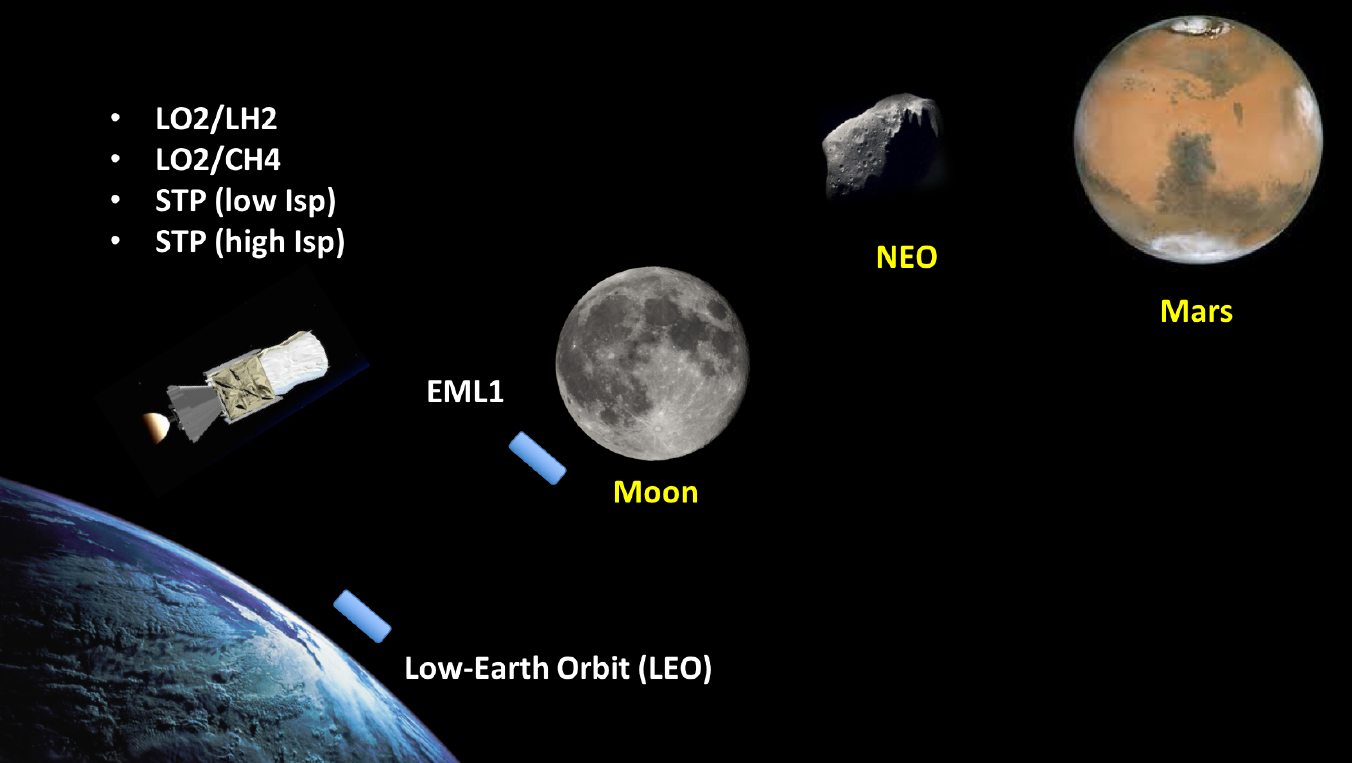 • LO2/LH2
• LO2/CH4
• STP (low Isp)
• STP (high Isp)
NEO
Mars
EML1
Moon
Low-Earth Orbit (LEO)